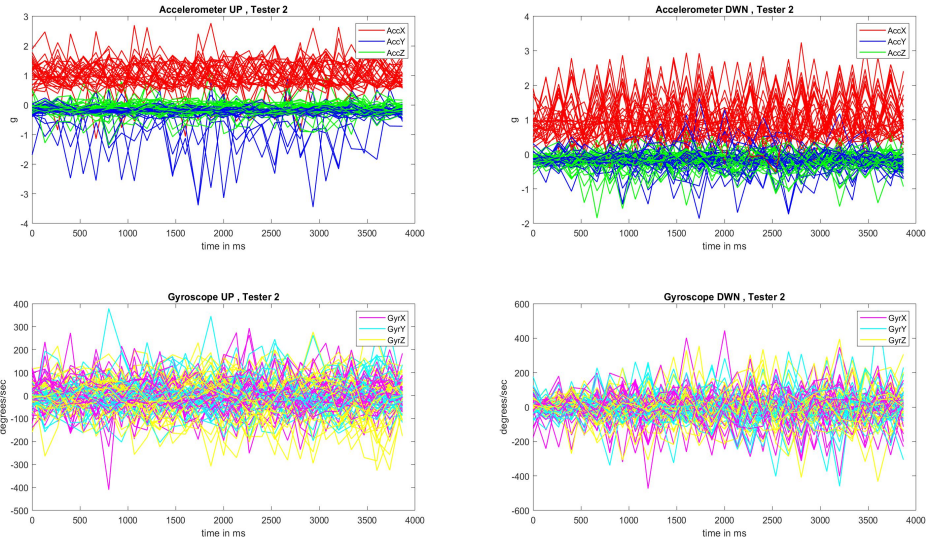 Accelerometer UP , Tester 2
3
2
1
0
-1
-2
-3
-4
g
0 500 1000 1500 2000 2500 3000 3500 4000
time in ms
AccX
AccY
AccZ
Accelerometer DWN , Tester 2
4
3
2
1
0
-1
-2
g
0 500 1000 1500 2000 2500 3000 3500 4000
time in ms
AccX
AccY
AccZ
Gyroscope UP , Tester 2
400
300
200
100
0
-100
-200
-300
-400
-500
degrees/sec
0 500 1000 1500 2000 2500 3000 3500 4000
time in ms
GyrX
GyrY
GyrZ
Gyroscope DWN , Tester 2
600
400
200
0
-200
-400
-600
degrees/sec
0 500 1000 1500 2000 2500 3000 3500 4000
time in ms
GyrX
GyrY
GyrZ